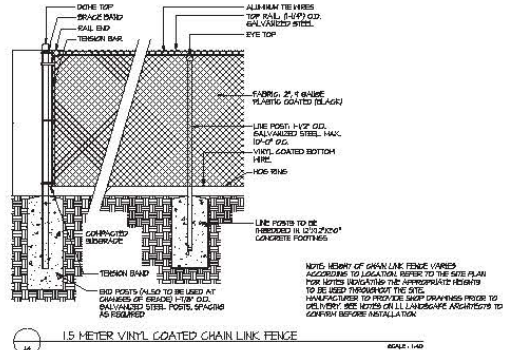 DOME TOP
BRACE BAND
RAIL END
TENSION BAR
ALUMINUM TIE WIRES
TOP RAIL (1-1/4") O.D.
GALVANIZED STEEL
EYE TOP
FABRIC: 2", 9 GAUGE
PLASTIC COATED (BLACK)
LINE POST: 1-1/2" O.D.
GALVANIZED STEEL. MAX.
10'-0" O.D.
VINYL COATED BOTTOM
WIRE.
HOG RING
LINE POSTS TO BE
IMBEDDED IN
CONCRETE FOOTINGS
COMPACTED
SUBGRADE
TENSION BAND
END POSTS (ALSO TO BE USED AT
CHANGES OF GRADE) 1-7/8" O.D.
GALVANIZED STEEL POSTS. SPACING
AS REQUIRED
NOTE: HEIGHT OF CHAIN LINK FENCE VARIES
ACCORDING TO LOCATION. REFER TO THE SITE PLAN
FOR NOTES INDICATING THE APPROPRIATE HEIGHTS
TO BE USED THROUGHOUT THE SITE.
MANUFACTURER TO PROVIDE SHOP DRAWINGS PRIOR TO
DELIVERY. SEE NOTES ON LANDSCAPE ARCHITECTS TO
CONFIRM BEFORE INSTALLATION
1.5 METER VINYL COATED CHAIN LINK FENCE
SCALE: 1:40